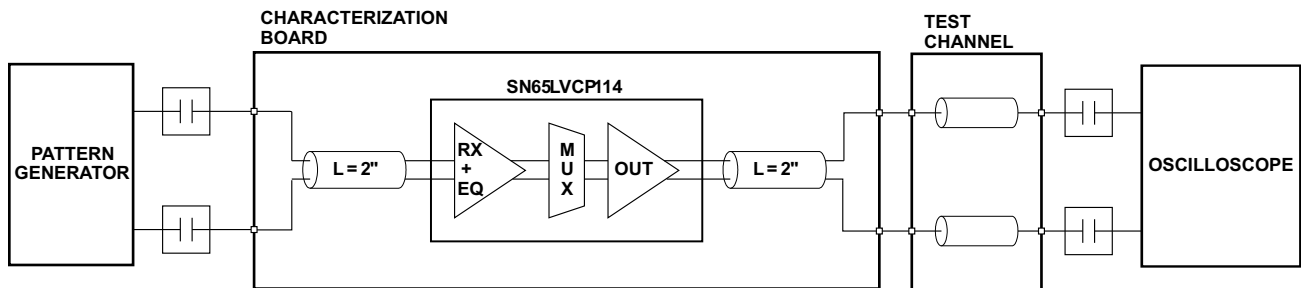 CHARACTERIZATION
BOARD
TEST
CHANNEL
SN65LVCP114
PATTERN
GENERATOR
L = 2"
RX
+
EQ
M
U
X
OUT
L = 2"
OSCILLOSCOPE